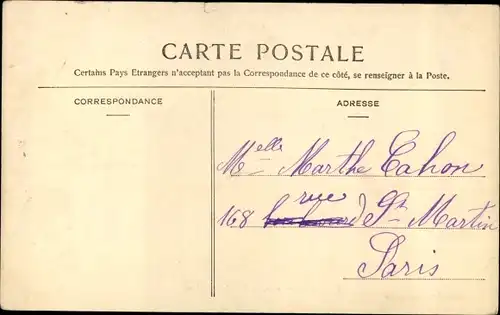 CARTE POSTALE
Certains Pays Etrangers n'acceptant pas la Correspondance de ce côté, se renseigner à la Poste.
CORRESPONDANCE
ADRESSE
Melle Marthe Cahon
rue
168 boulevard St Martin
Paris